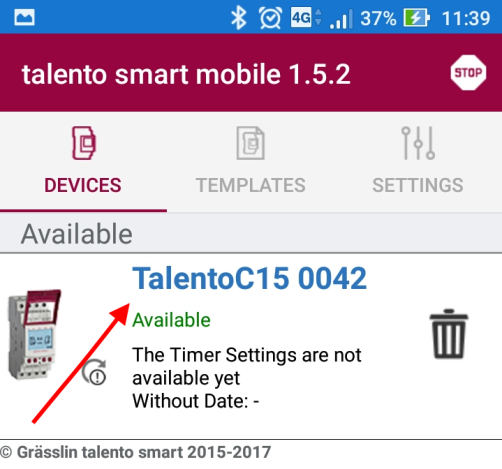 4G 37% 11:39
talento smart mobile 1.5.2 STOP
DEVICES TEMPLATES SETTINGS
Available
TalentoC15 0042
Available
The Timer Settings are not
available yet
Without Date: -
© Grässlin talento smart 2015-2017